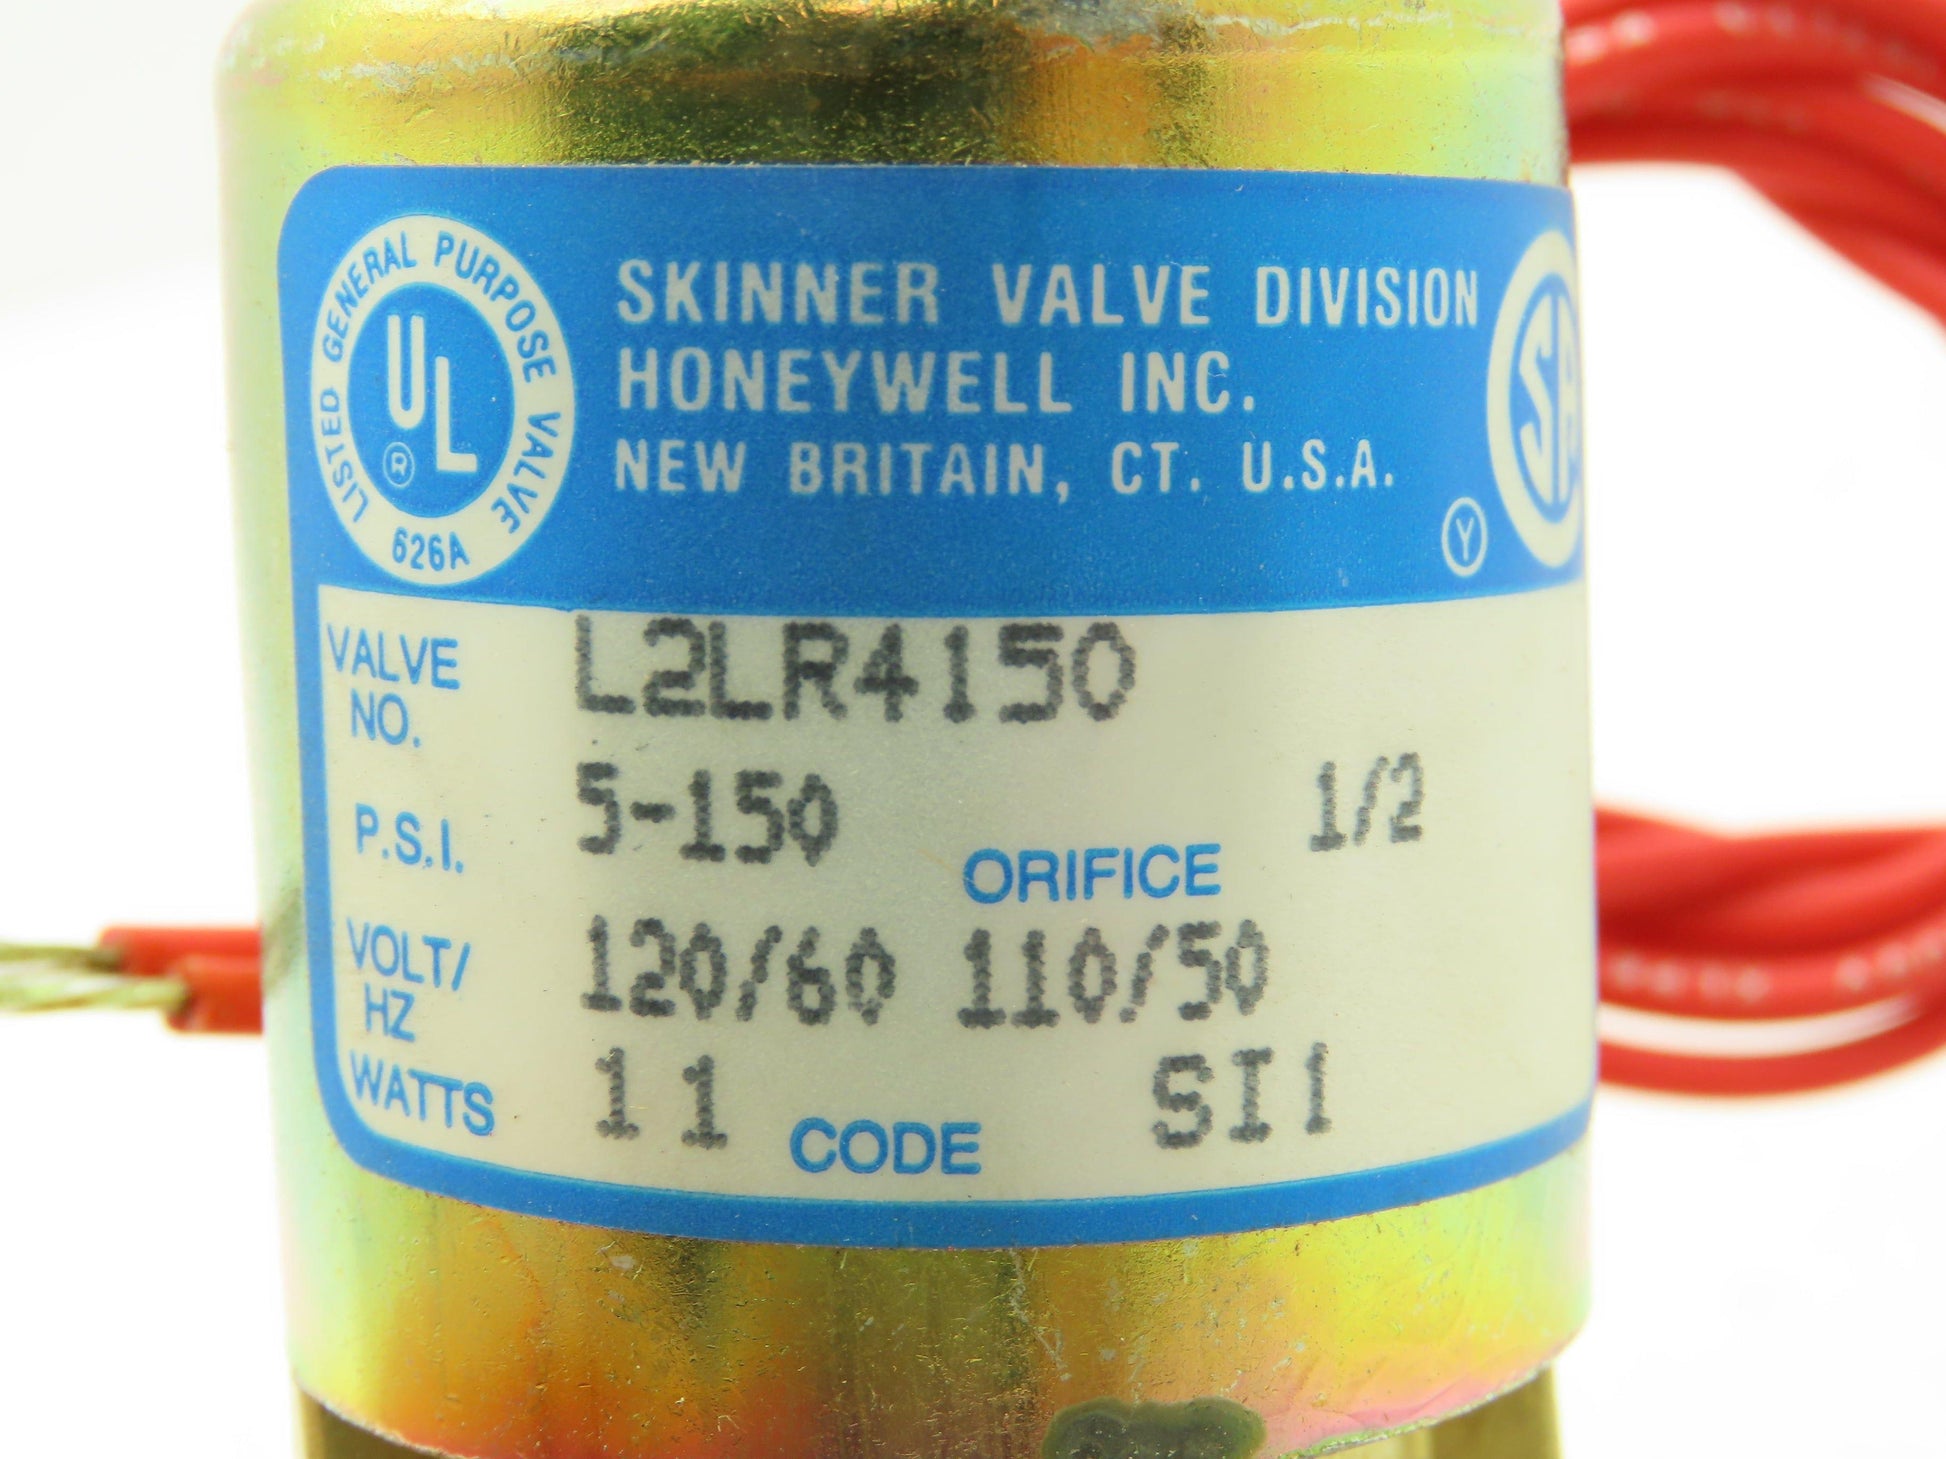 LISTED GENERAL PURPOSE VALVE
UL
®
626A
SKINNER VALVE DIVISION
HONEYWELL INC.
NEW BRITAIN, CT. U.S.A.
SA
Y
VALVE NO. L2LR4150
P.S.I. 5-150 ORIFICE 1/2
VOLT/HZ 120/60 110/50
WATTS 11 CODE SI1